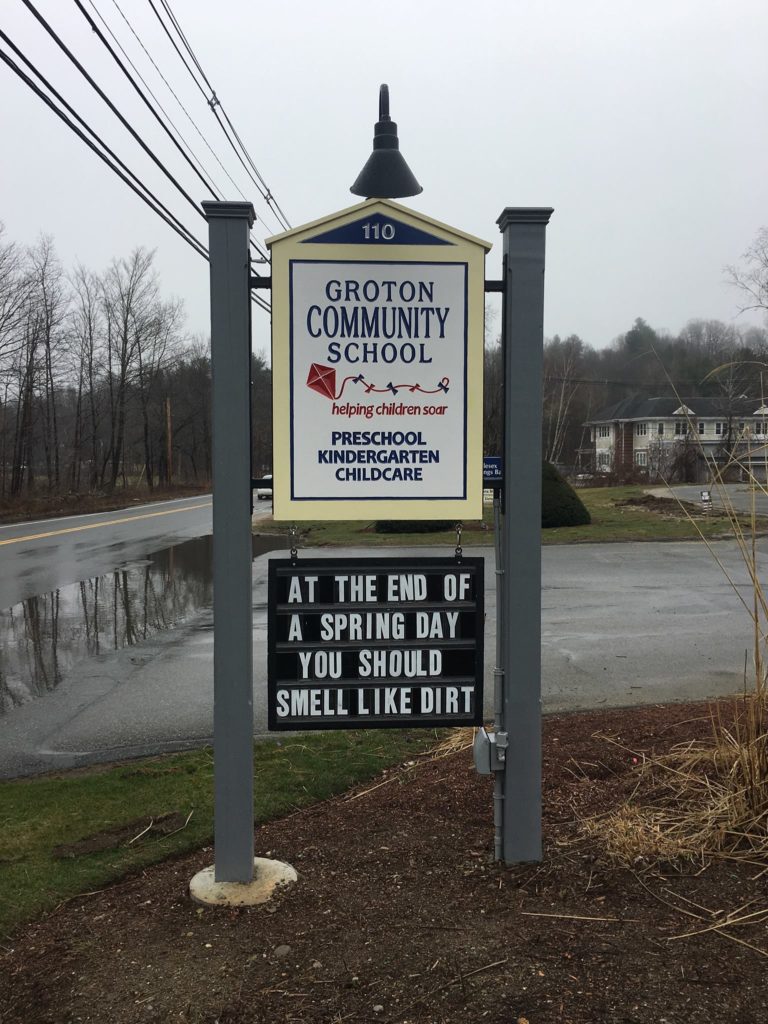 110
GROTON
COMMUNITY
SCHOOL
helping children soar
PRESCHOOL
KINDERGARTEN
CHILDCARE
AT THE END OF
A SPRING DAY
YOU SHOULD
SMELL LIKE DIRT